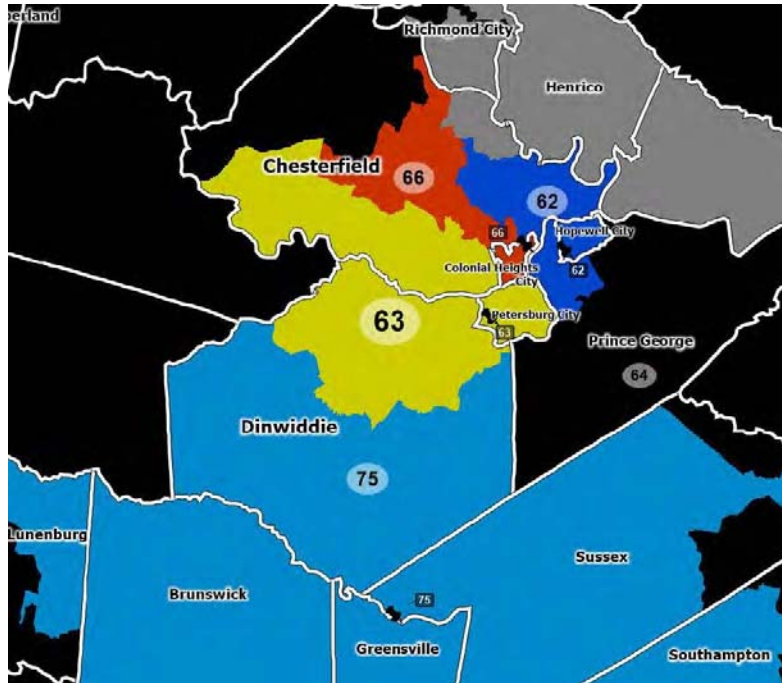 berland
Richmond City
Henrico
Chesterfield
66
62
66
Hopewell City
Colonial Heights
City
62
63
Petersburg City
63
Prince George
64
Dinwiddie
75
Lunenburg
Sussex
Brunswick
75
Greensville
Southampton